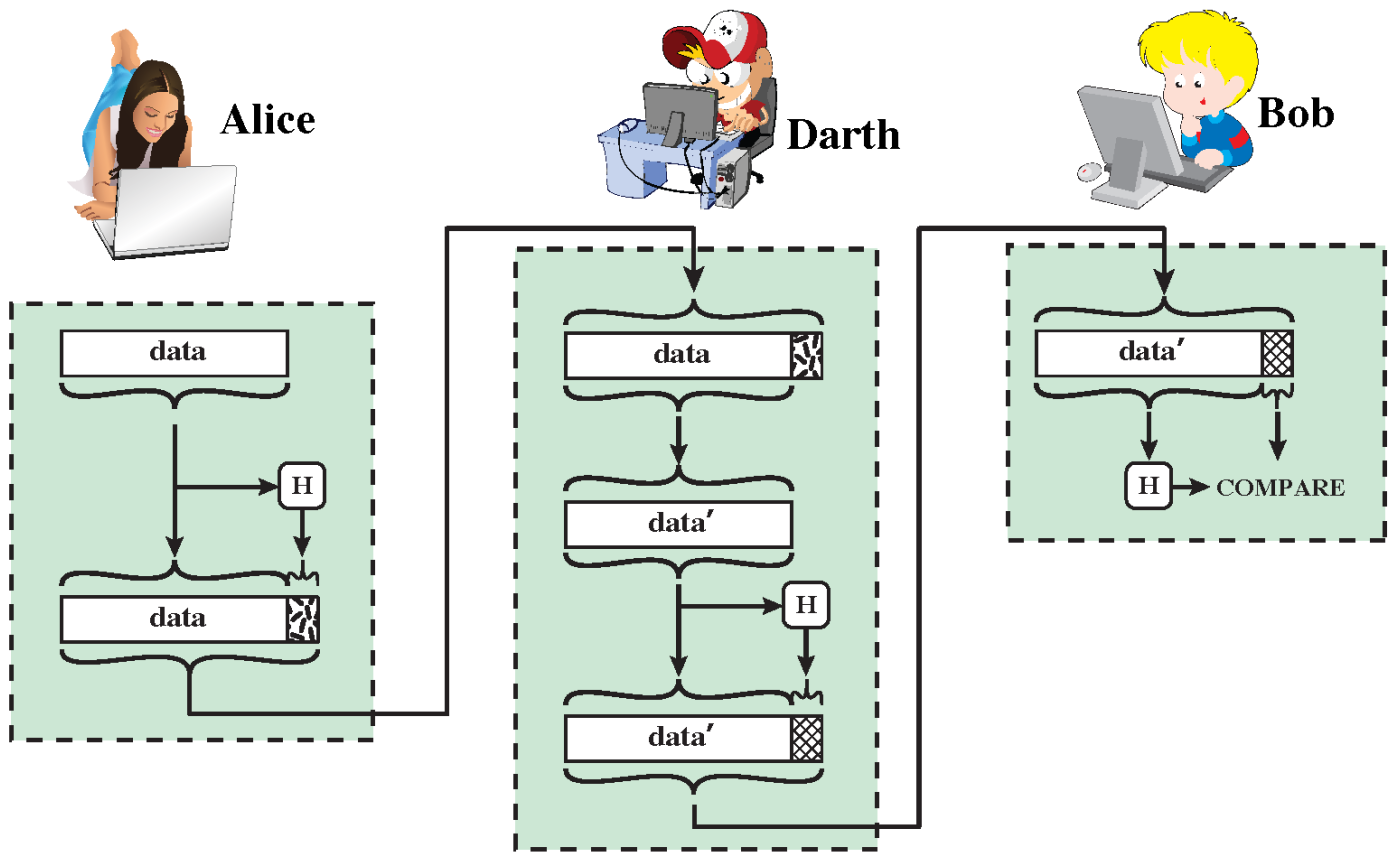 Alice
data
H
data
Darth
data
data′
H
data′
Bob
data′
H
COMPARE